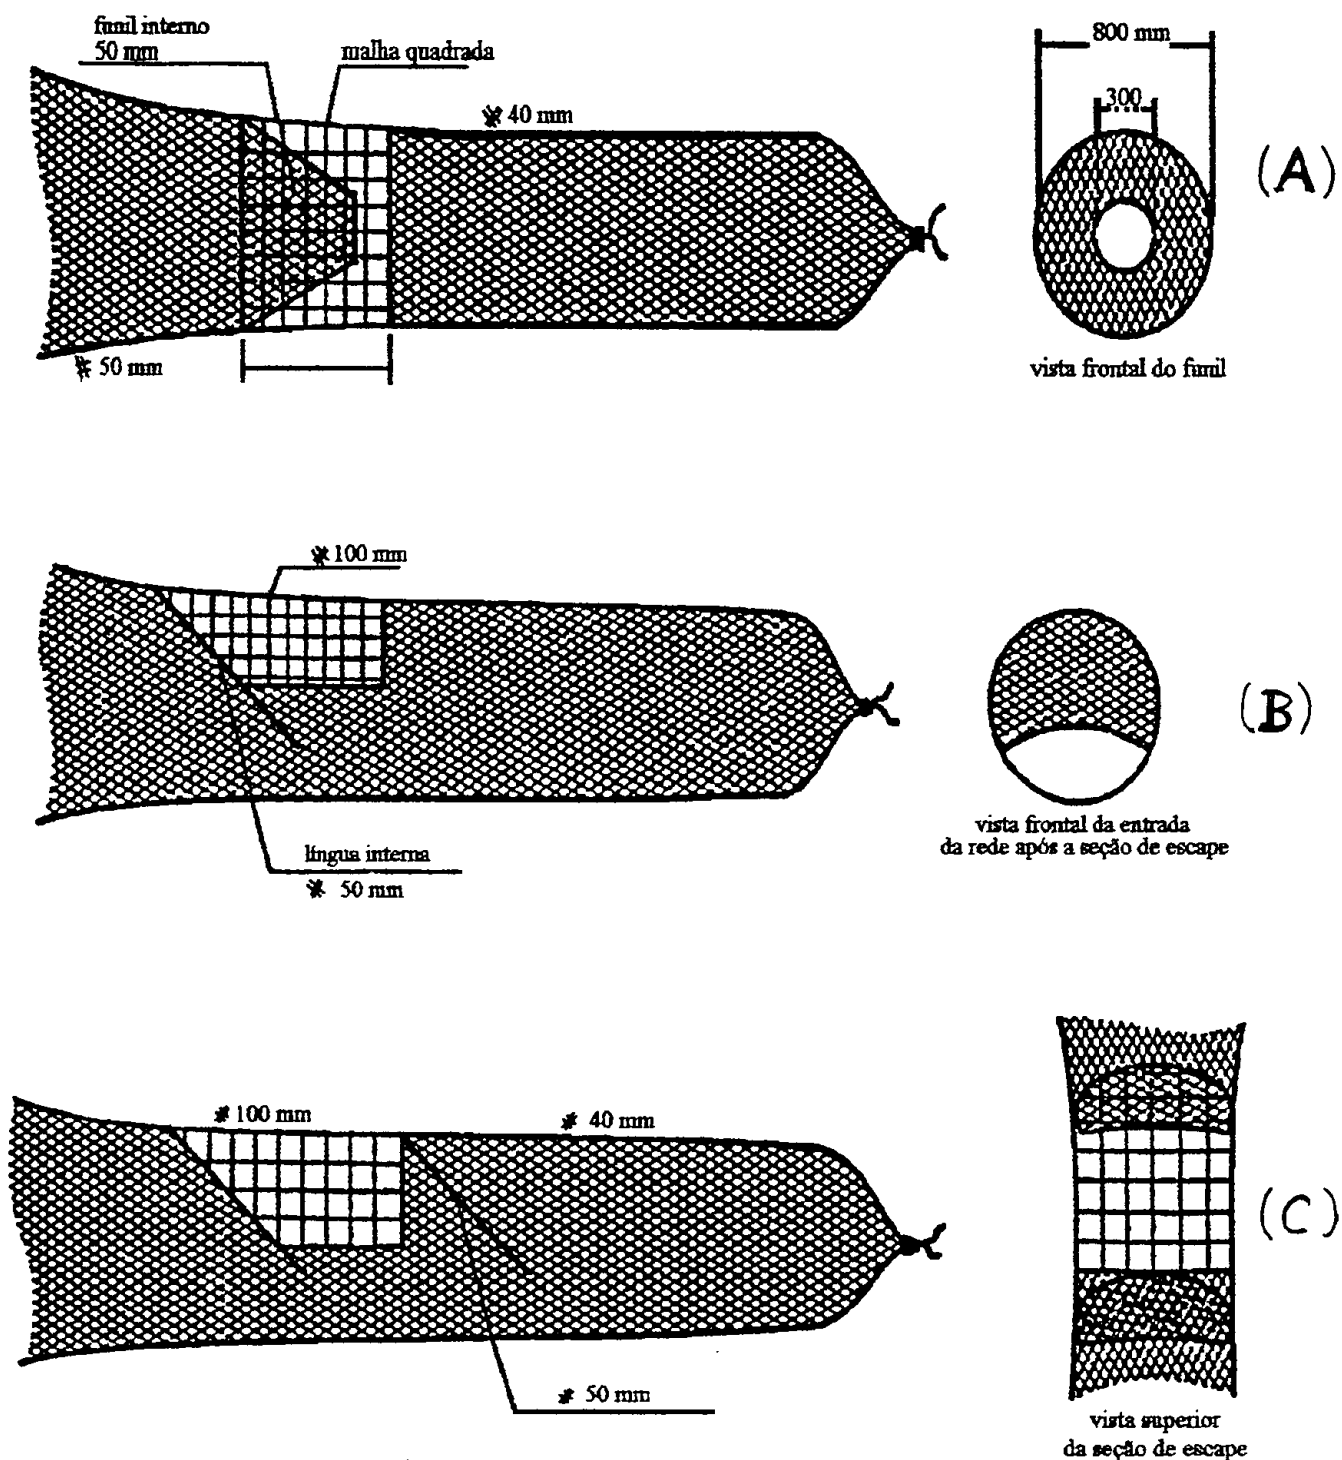 funil interno
50 mm
malha quadrada
# 40 mm
# 50 mm
800 mm
300
(A)
vista frontal do funil
# 100 mm
língua interna
# 50 mm
(B)
vista frontal da entrada
da rede após a seção de escape
# 100 mm
# 40 mm
# 50 mm
(C)
vista superior
da seção de escape